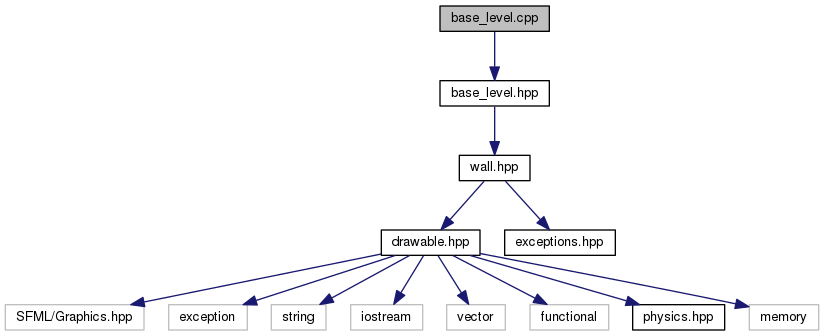 base_level.cpp
base_level.hpp
wall.hpp
drawable.hpp
exceptions.hpp
SFML/Graphics.hpp
exception
string
iostream
vector
functional
physics.hpp
memory